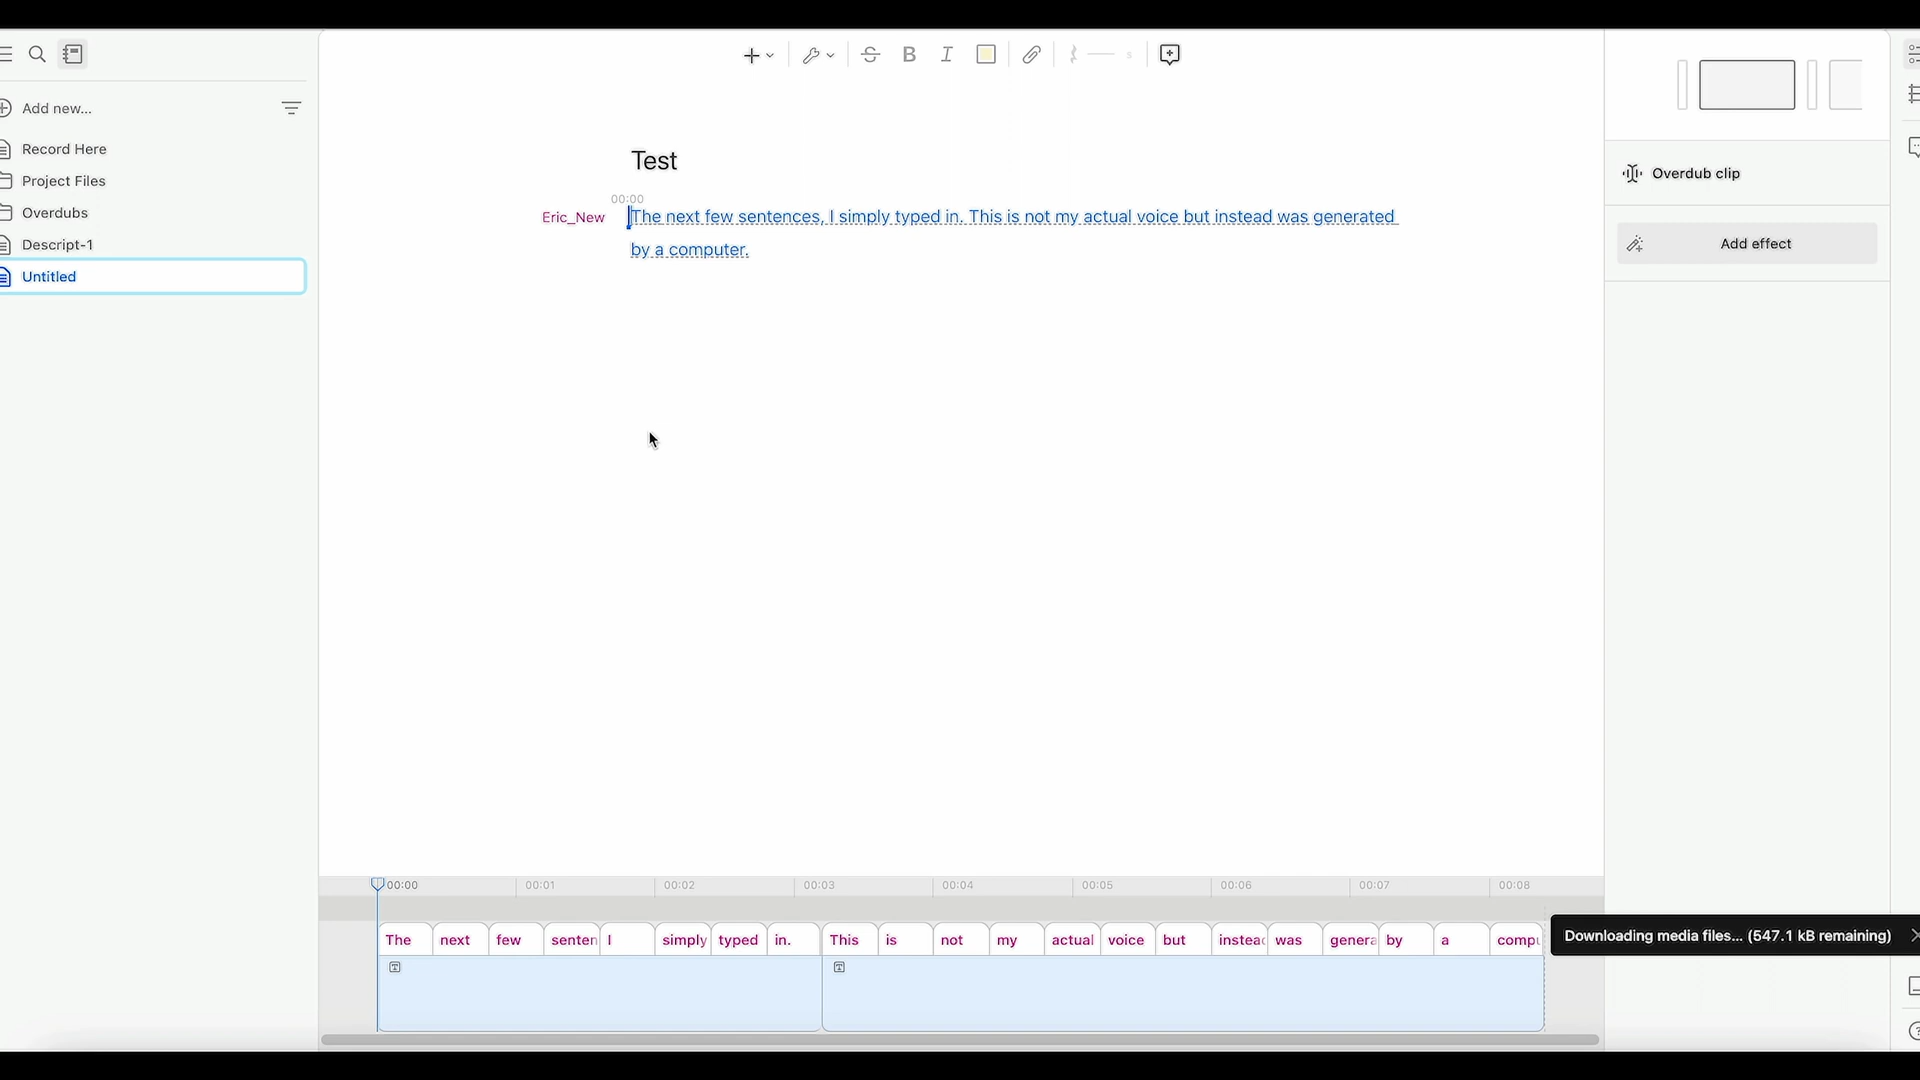 Add new...
Record Here
Project Files
Overdubs
Descript-1
Untitled
B I s
Test
00:00
Eric_New
The next few sentences, I simply typed in. This is not my actual voice but instead was generated
by a computer.
Overdub clip
Add effect
00:00 00:01 00:02 00:03 00:04 00:05 00:06 00:07 00:08
The next few senten I simply typed in. This is not my actual voice but instea was genera by a compu
Downloading media files... (547.1 kB remaining)